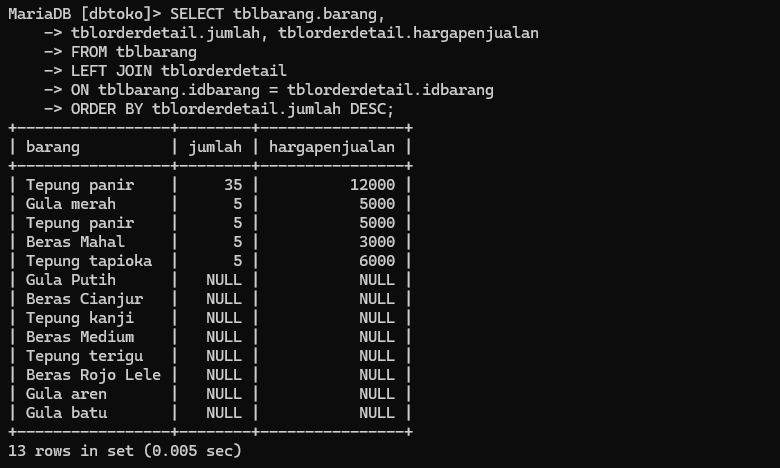 MariaDB [dbtoko]> SELECT tblbarang.barang,
    -> tblorderdetail.jumlah, tblorderdetail.hargapenjualan
    -> FROM tblbarang
    -> LEFT JOIN tblorderdetail
    -> ON tblbarang.idbarang = tblorderdetail.idbarang
    -> ORDER BY tblorderdetail.jumlah DESC;
+-----------------+--------+----------------+
| barang          | jumlah | hargapenjualan |
+-----------------+--------+----------------+
| Tepung panir    |     35 |          12000 |
| Gula merah      |      5 |           5000 |
| Tepung panir    |      5 |           5000 |
| Beras Mahal     |      5 |           3000 |
| Tepung tapioka  |      5 |           6000 |
| Gula Putih      |   NULL |           NULL |
| Beras Cianjur   |   NULL |           NULL |
| Tepung kanji    |   NULL |           NULL |
| Beras Medium    |   NULL |           NULL |
| Tepung terigu   |   NULL |           NULL |
| Beras Rojo Lele |   NULL |           NULL |
| Gula aren       |   NULL |           NULL |
| Gula batu       |   NULL |           NULL |
+-----------------+--------+----------------+
13 rows in set (0.005 sec)